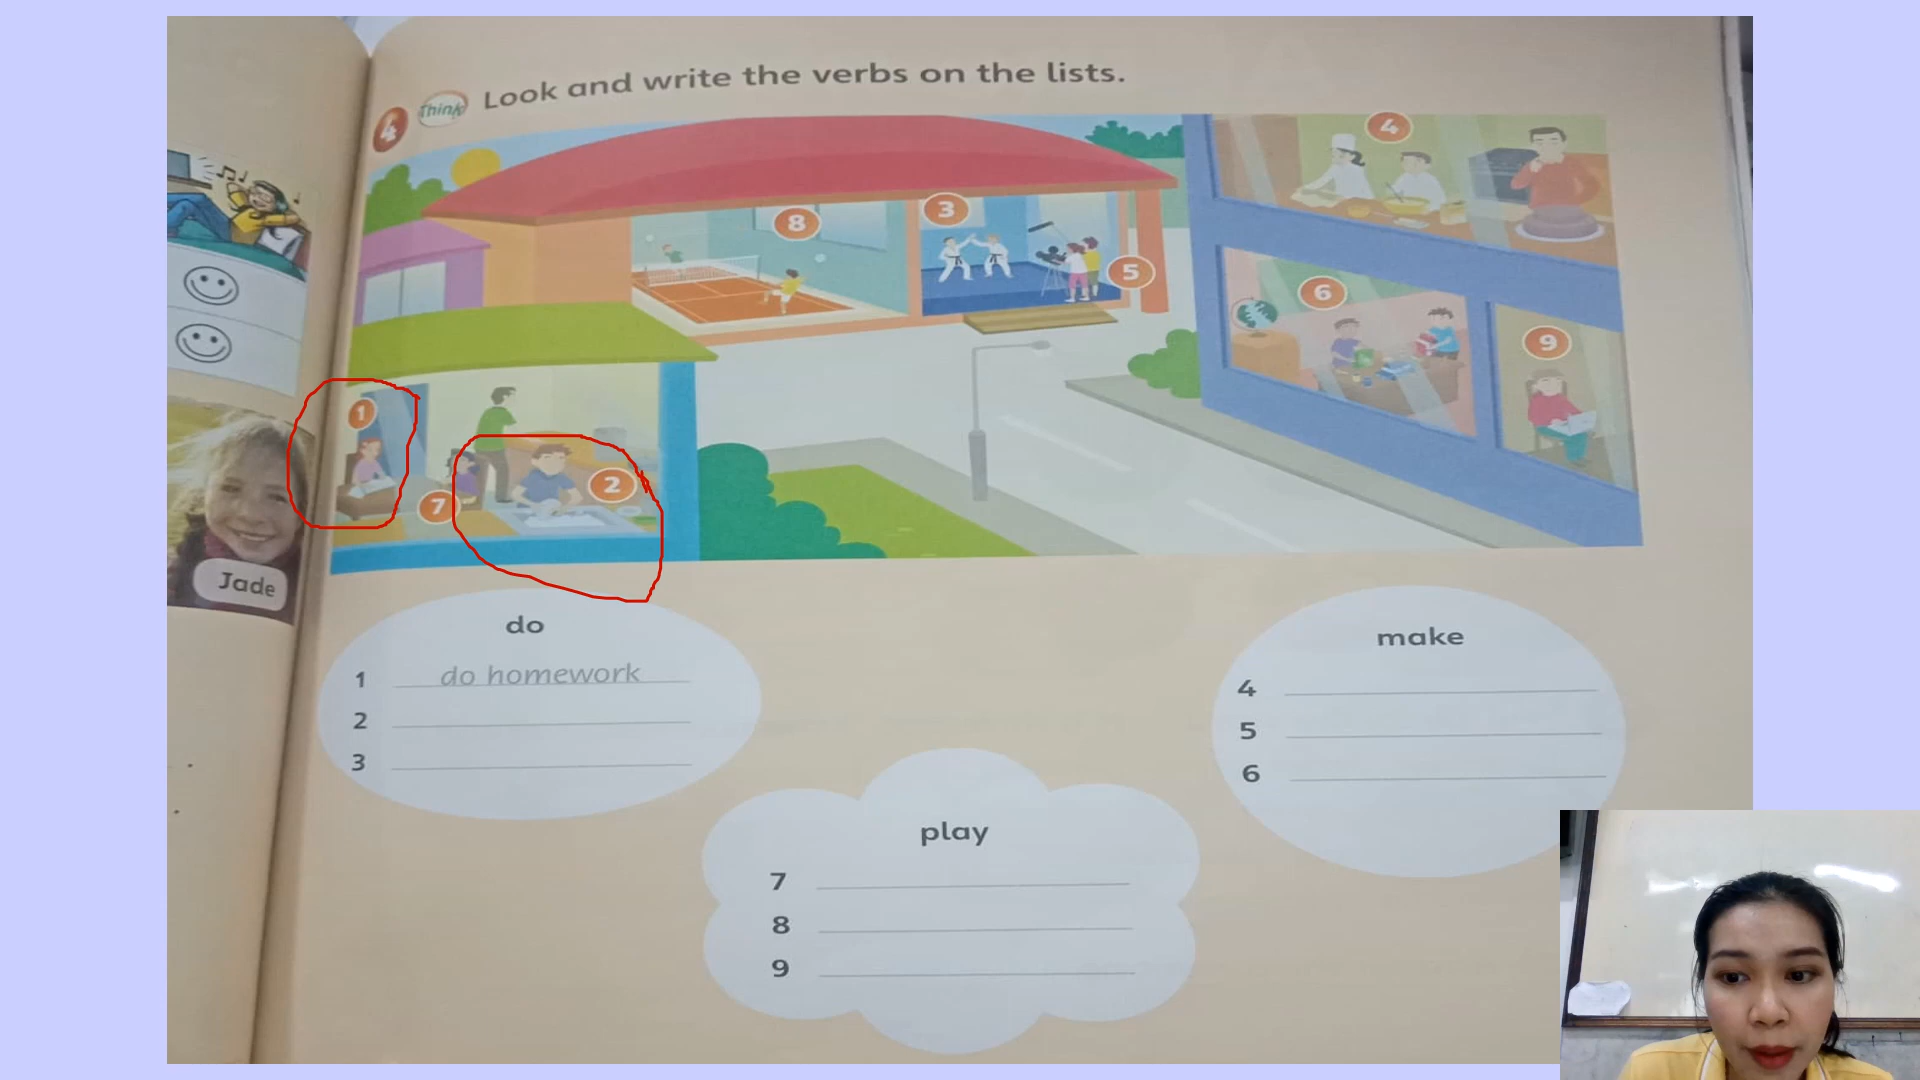 4 Think Look and write the verbs on the lists.
4
8
3
5
6
9
1
2
7
Jade
do
1 do homework
2
3
make
4
5
6
play
7
8
9